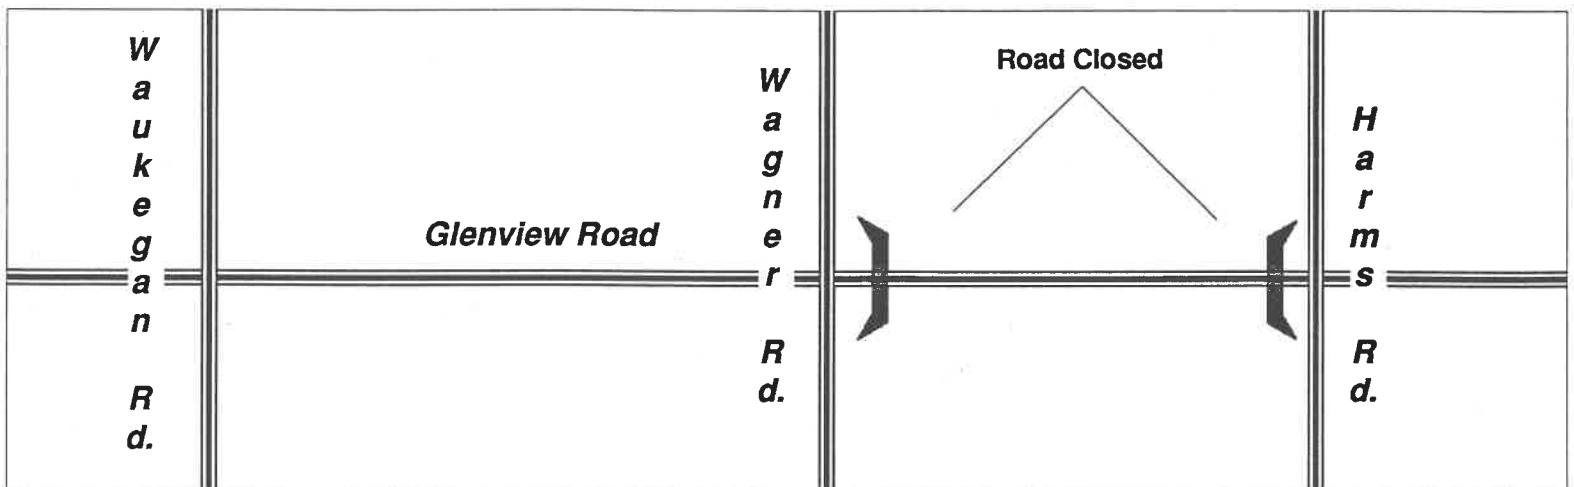 Waukegan Rd.
Glenview Road
Wagner Rd.
Road Closed
Harms Rd.